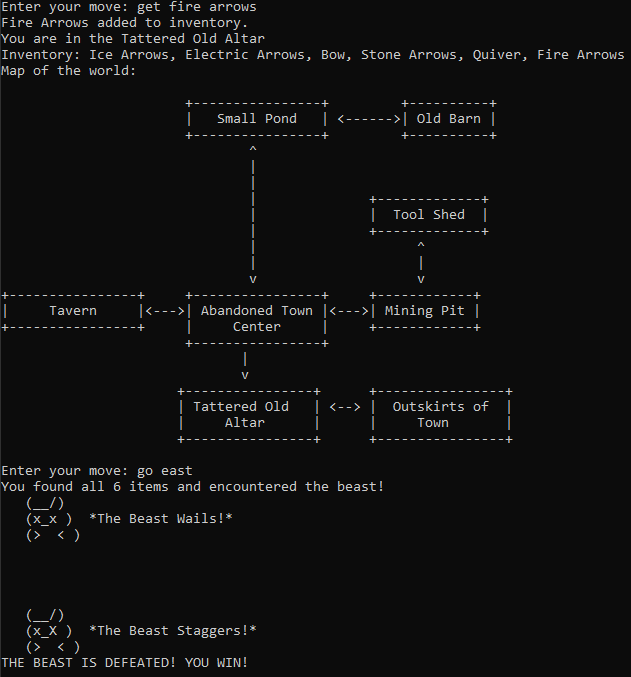 Enter your move: get fire arrows
Fire Arrows added to inventory.
You are in the Tattered Old Altar
Inventory: Ice Arrows, Electric Arrows, Bow, Stone Arrows, Quiver, Fire Arrows
Map of the world:

                       +----------------+         +----------+
                       |   Small Pond   | <------>| Old Barn |
                       +----------------+         +----------+
                               ^
                               |
                               |
                               |              +-------------+
                               |              |  Tool Shed  |
                               |              +-------------+
                               |                    ^
                               |                    |
                               v                    v
+----------------+     +----------------+     +------------+
|     Tavern     |<--->| Abandoned Town |<--->| Mining Pit |
+----------------+     |     Center     |     +------------+
                       +----------------+
                              |
                              v
                      +----------------+      +----------------+
                      | Tattered Old   | <--> |  Outskirts of  |
                      |     Altar      |      |     Town       |
                      +----------------+      +----------------+

Enter your move: go east
You found all 6 items and encountered the beast!
   (__/)
   (x_x )  *The Beast Wails!*
   (>  < )

   (__/)
   (x_X )  *The Beast Staggers!*
   (>  < )
THE BEAST IS DEFEATED! YOU WIN!